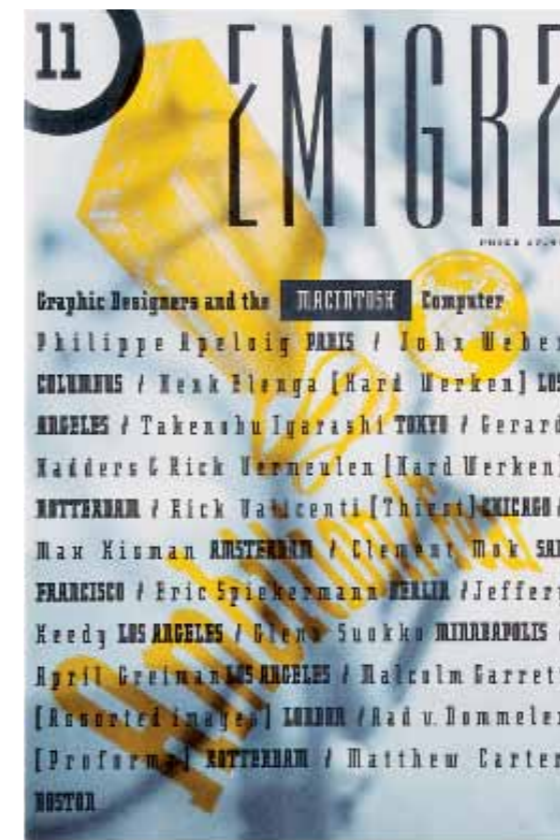 11
EMIGRE
Graphic Designers and the MACINTOSH Computer
Philippe Apeloig PARIS / John Weber
COLUMBUS / Henk Elenga [Hard Werken] LOS
ANGELES / Takenobu Igarashi TOKYO / Gerard
Hadders & Rick Vermeulen [Hard Werken]
ROTTERDAM / Rick Valicenti [Thirst] CHICAGO /
Max Kisman AMSTERDAM / Clement Mok SAN
FRANCISCO / Eric Spiekermann BERLIN / Jeffery
Keedy LOS ANGELES / Glenn Suokko MINNEAPOLIS
April Greiman LOS ANGELES / Malcolm Garrett
[Assorted images] LONDON / Aad v. Dommelen
[Proforma] ROTTERDAM / Matthew Carter
BOSTON